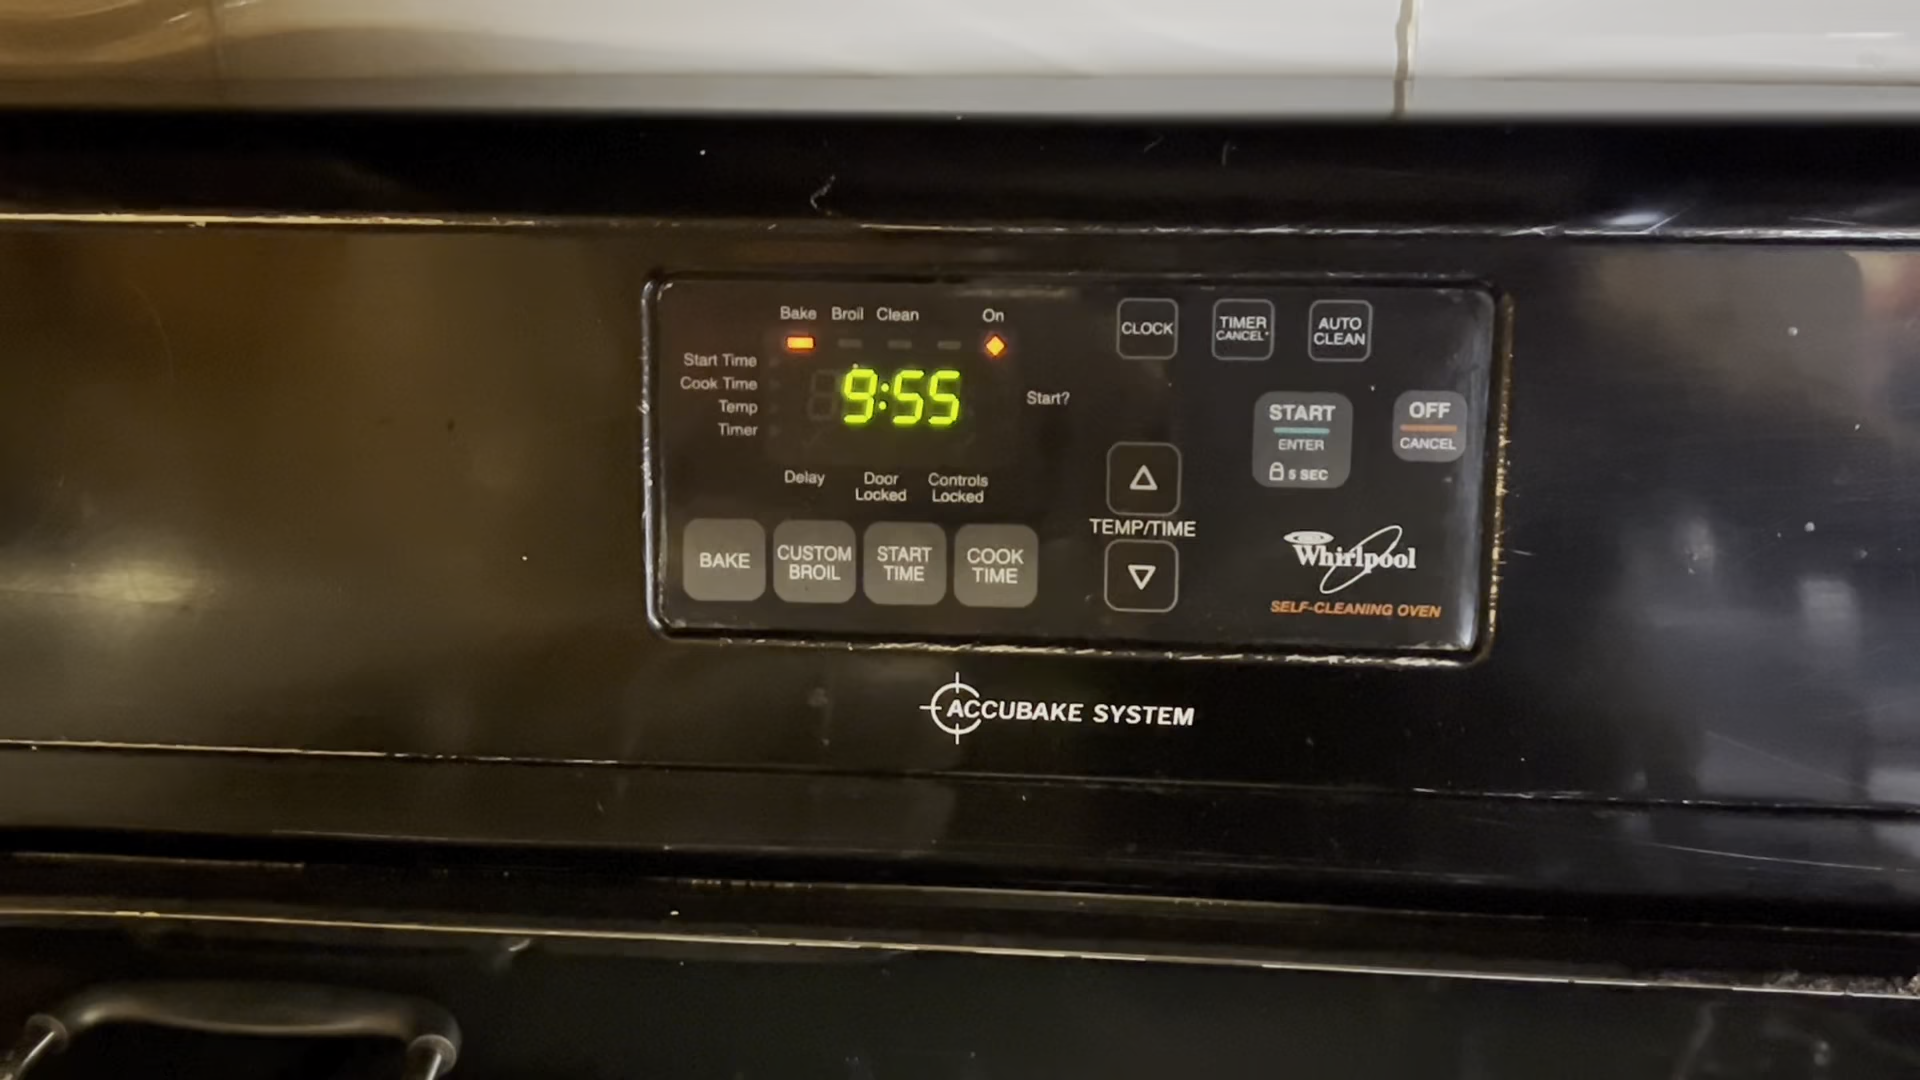 Bake Broil Clean On
CLOCK
TIMER
CANCEL*
AUTO
CLEAN
Start Time
Cook Time
Temp
Timer
9:55
Start?
START
ENTER
5 SEC
OFF
CANCEL
Delay
Door
Locked
Controls
Locked
TEMP/TIME
BAKE
CUSTOM
BROIL
START
TIME
COOK
TIME
Whirlpool
SELF-CLEANING OVEN
ACCUBAKE SYSTEM